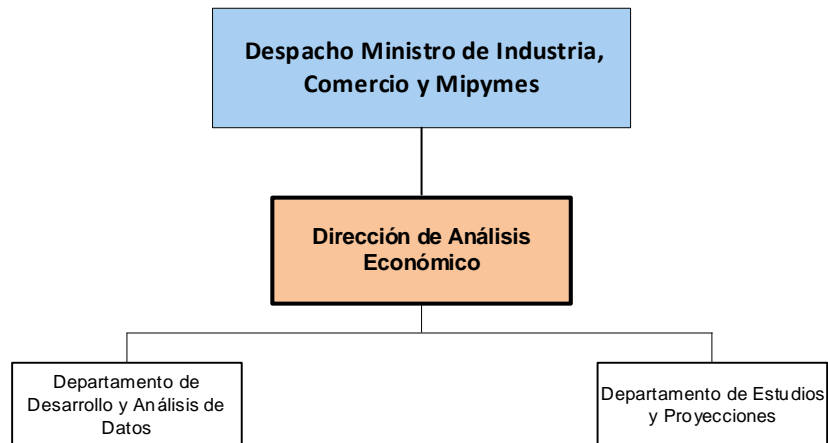 Despacho Ministro de Industria,
Comercio y Mipymes
Dirección de Análisis
Económico
Departamento de
Desarrollo y Análisis de
Datos
Departamento de Estudios
y Proyecciones